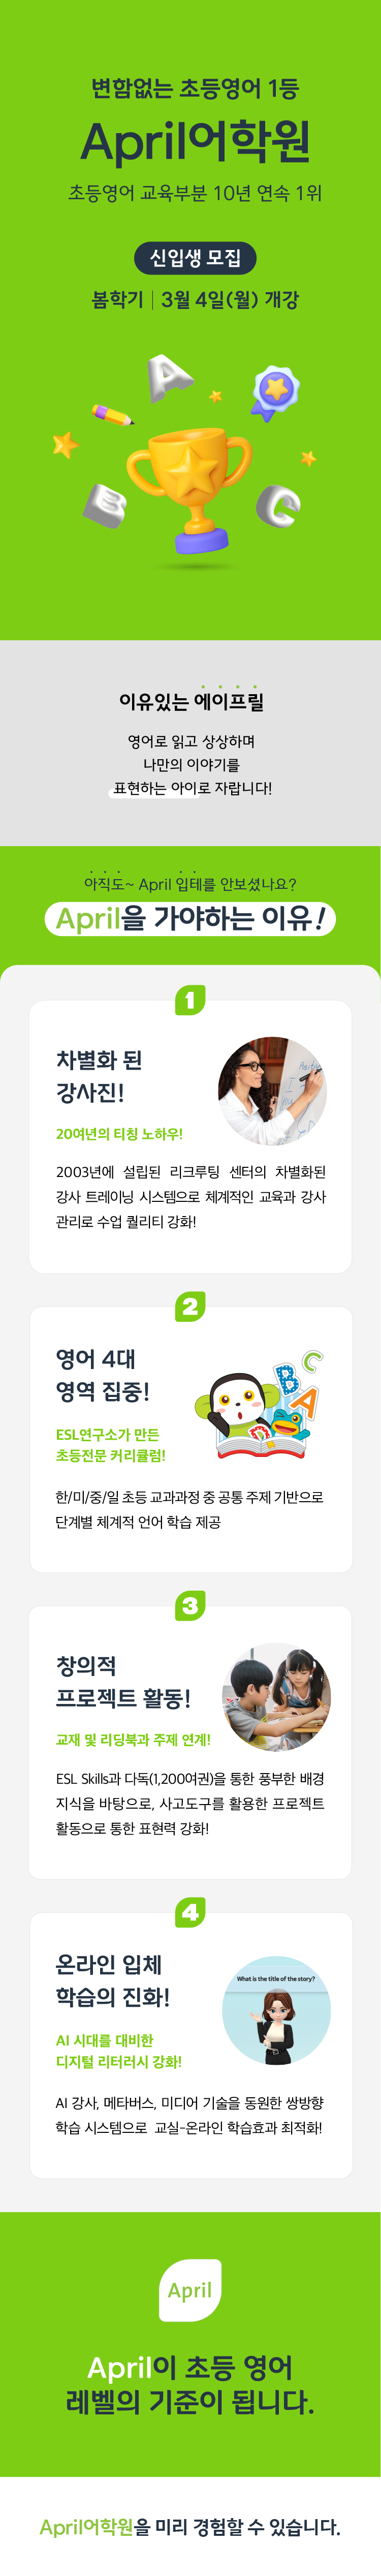 변함없는 초등영어 1등
April어학원
초등영어 교육부분 10년 연속 1위
신입생 모집
봄학기 | 3월 4일(월) 개강
A
B
C
이유있는 에이프릴
영어로 읽고 상상하며
나만의 이야기를
표현하는 아이로 자랍니다!
아직도~ April 입테를 안보셨나요?
April을 가야하는 이유!
1
차별화 된
강사진!
20여년의 티칭 노하우!
2003년에 설립된 리크루팅 센터의 차별화된
강사 트레이닝 시스템으로 체계적인 교육과 강사
관리로 수업 퀄리티 강화!
2
영어 4대
영역 집중!
C
B
A
ESL연구소가 만든
초등전문 커리큘럼!
한/미/중/일 초등 교과과정 중 공통 주제 기반으로
단계별 체계적 언어 학습 제공
3
창의적
프로젝트 활동!
교재 및 리딩북과 주제 연계!
ESL Skills과 다독(1,200여권)을 통한 풍부한 배경
지식을 바탕으로, 사고도구를 활용한 프로젝트
활동으로 통한 표현력 강화!
4
온라인 입체
학습의 진화!
What is the title of the story?
AI 시대를 대비한
디지털 리터러시 강화!
AI 강사, 메타버스, 미디어 기술을 동원한 쌍방향
학습 시스템으로 교실-온라인 학습효과 최적화!
April
April이 초등 영어
레벨의 기준이 됩니다.
April어학원을 미리 경험할 수 있습니다.